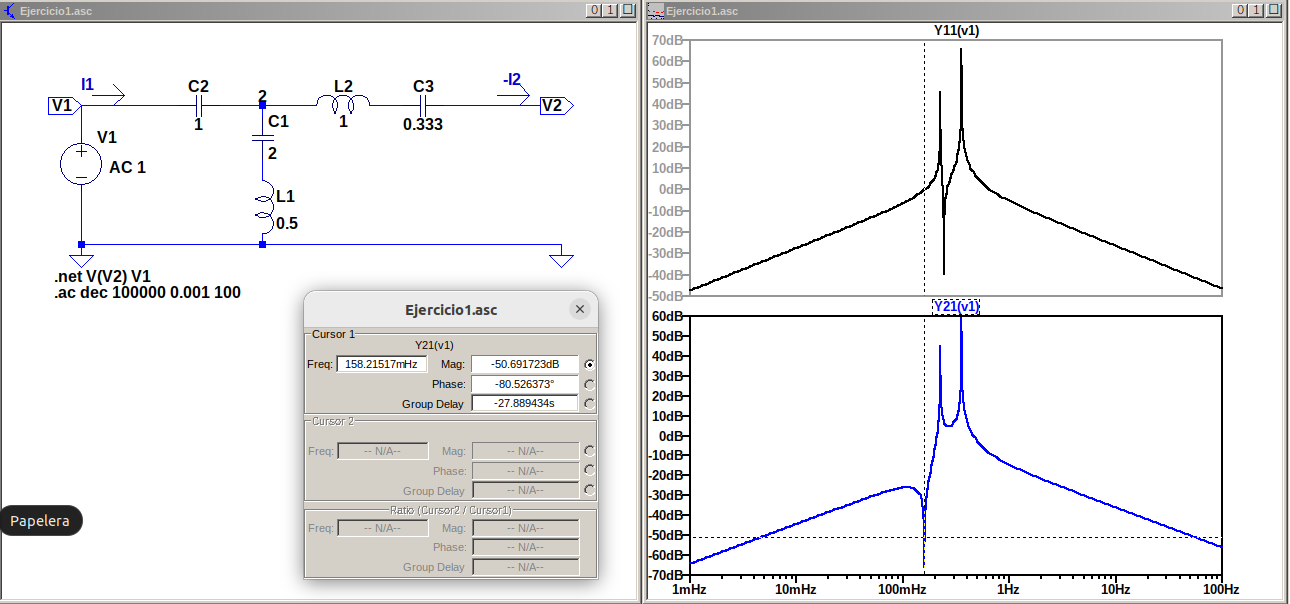 Ejercicio1.asc
I1
V1
C2
1
2
L2
1
C3
0.333
-I2
V2
V1
AC 1
C1
2
L1
0.5
.net V(V2) V1
.ac dec 100000 0.001 100
Papelera
Ejercicio1.asc
Cursor 1
Y21(v1)
Freq: 158.21517mHz Mag: -50.691723dB
Phase: -80.526373°
Group Delay -27.889434s
Cursor 2
Freq: -- N/A-- Mag: -- N/A--
Phase: -- N/A--
Group Delay -- N/A--
Ratio (Cursor2 / Cursor1)
Freq: -- N/A-- Mag: -- N/A--
Phase: -- N/A--
Group Delay -- N/A--
Ejercicio1.asc
Y11(v1)
70dB
60dB
50dB
40dB
30dB
20dB
10dB
0dB
-10dB
-20dB
-30dB
-40dB
-50dB
Y21(v1)
60dB
50dB
40dB
30dB
20dB
10dB
0dB
-10dB
-20dB
-30dB
-40dB
-50dB
-60dB
-70dB
1mHz 10mHz 100mHz 1Hz 10Hz 100Hz